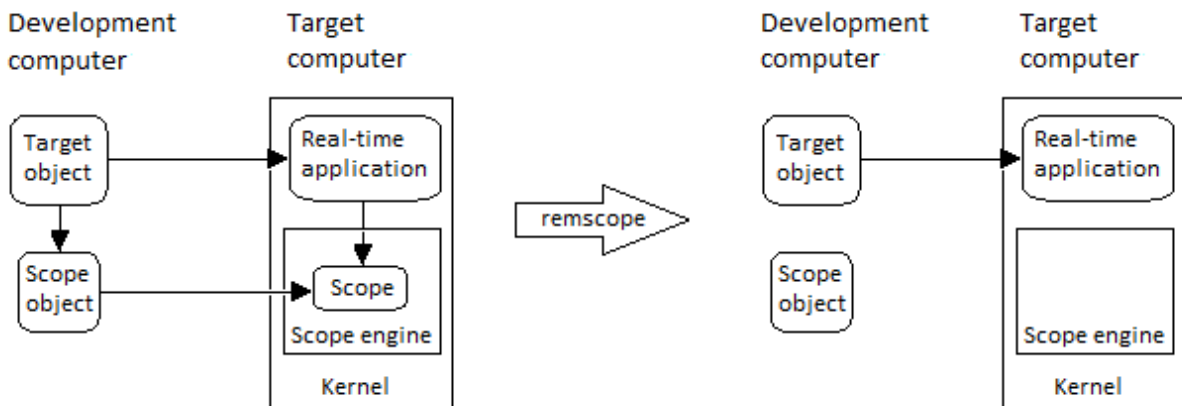 Development
computer
Target
computer
Target
object
Real-time
application
Scope
object
Scope
Scope engine
Kernel
remscope
Development
computer
Target
computer
Target
object
Real-time
application
Scope
object
Scope engine
Kernel